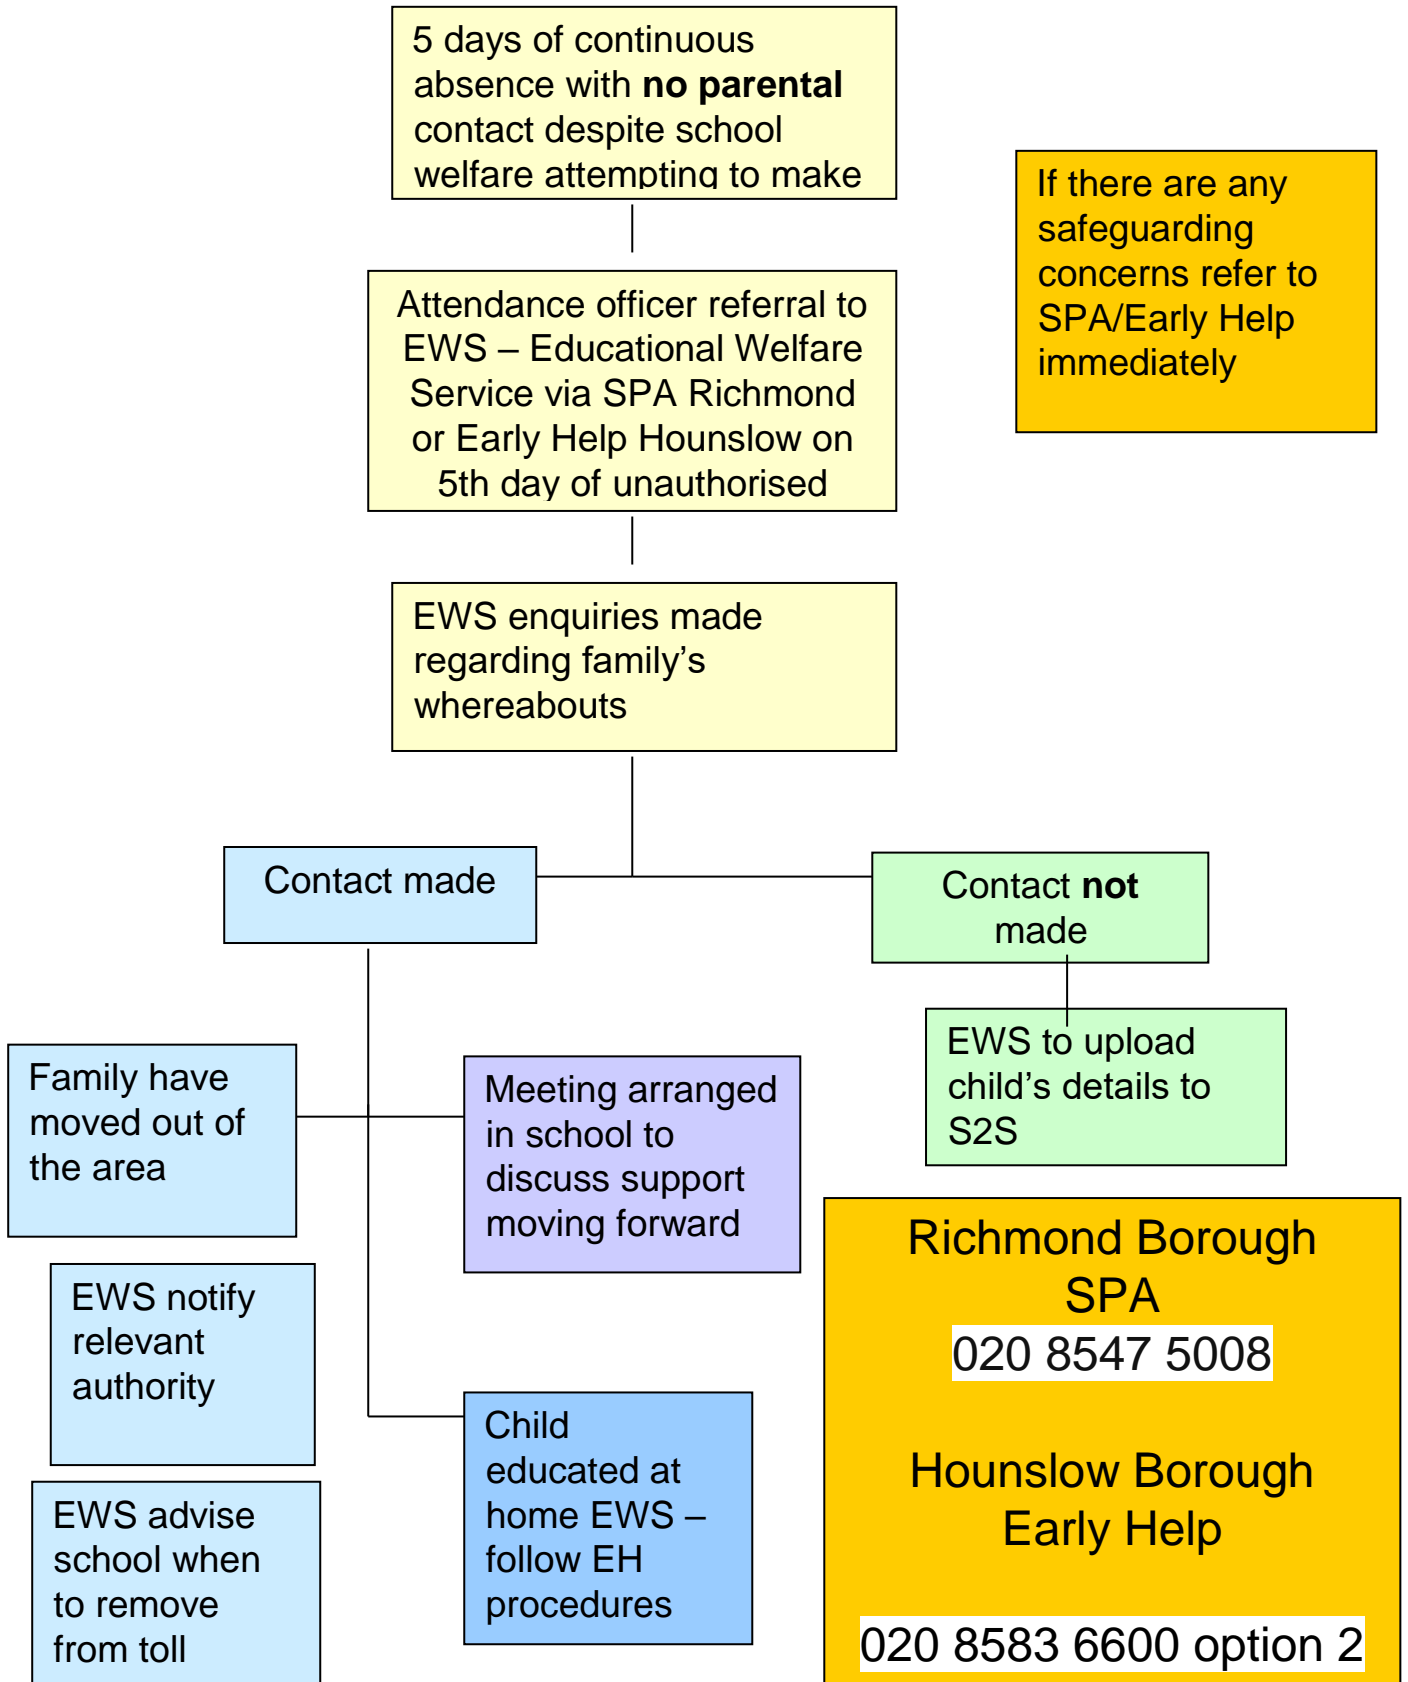 5 days of continuous
absence with no parental
contact despite school
welfare attempting to make
If there are any
safeguarding
concerns refer to
SPA/Early Help
immediately
Attendance officer referral to
EWS – Educational Welfare
Service via SPA Richmond
or Early Help Hounslow on
5th day of unauthorised
EWS enquiries made
regarding family’s
whereabouts
Contact made
Contact not
made
Family have
moved out of
the area
Meeting arranged
in school to
discuss support
moving forward
EWS to upload
child’s details to
S2S
EWS notify
relevant
authority
EWS advise
school when
to remove
from toll
Child
educated at
home EWS –
follow EH
procedures
Richmond Borough
SPA
020 8547 5008
Hounslow Borough
Early Help
020 8583 6600 option 2